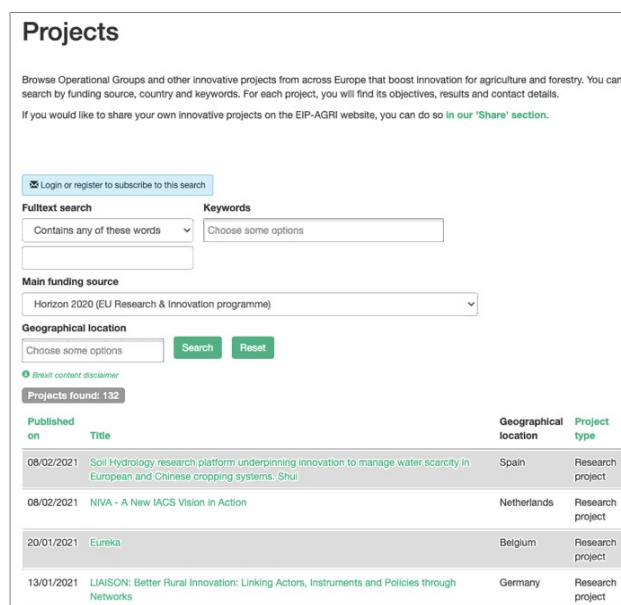 Projects
Browse Operational Groups and other innovative projects from across Europe that boost innovation for agriculture and forestry. You can
search by funding source, country and keywords. For each project, you will find its objectives, results and contact details.
If you would like to share your own innovative projects on the EIP-AGRI website, you can do so in our 'Share' section.
Login or register to subscribe to this search
Fulltext search Keywords
Contains any of these words Choose some options
Main funding source
Horizon 2020 (EU Research & Innovation programme)
Geographical location
Choose some options Search Reset
Brexit content disclaimer
Projects found: 132
Published Geographical Project
on Title location type
08/02/2021 Soil Hydrology research platform underpinning innovation to manage water scarcity in Spain Research
European and Chinese cropping systems. Shui project
08/02/2021 NIVA - A New IACS Vision in Action Netherlands Research
project
20/01/2021 Eureka Belgium Research
project
13/01/2021 LIAISON: Better Rural Innovation: Linking Actors, Instruments and Policies through Germany Research
Networks project